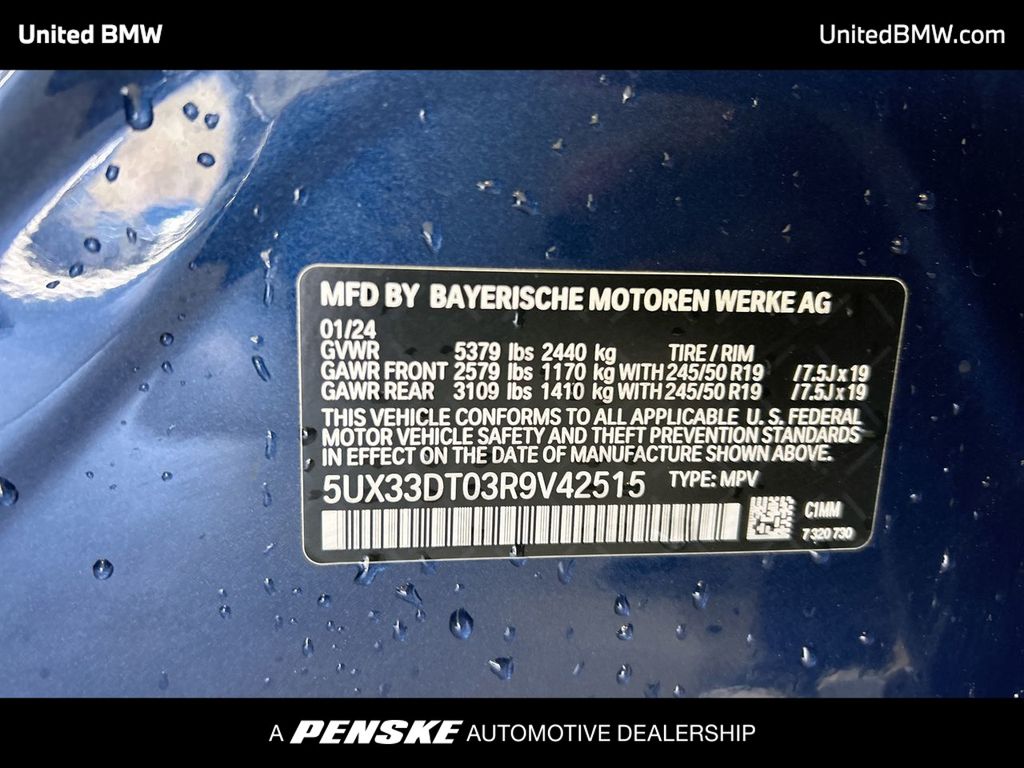 United BMW
UnitedBMW.com
MFD BY BAYERISCHE MOTOREN WERKE AG
01/24
GVWR 5379 lbs 2440 kg TIRE / RIM
GAWR FRONT 2579 lbs 1170 kg WITH 245/50 R19 /7.5J x 19
GAWR REAR 3109 lbs 1410 kg WITH 245/50 R19 /7.5J x 19
THIS VEHICLE CONFORMS TO ALL APPLICABLE U. S. FEDERAL
MOTOR VEHICLE SAFETY AND THEFT PREVENTION STANDARDS
IN EFFECT ON THE DATE OF MANUFACTURE SHOWN ABOVE.
5UX33DT03R9V42515 TYPE: MPV
C1MM
7 320 730
A PENSKE AUTOMOTIVE DEALERSHIP